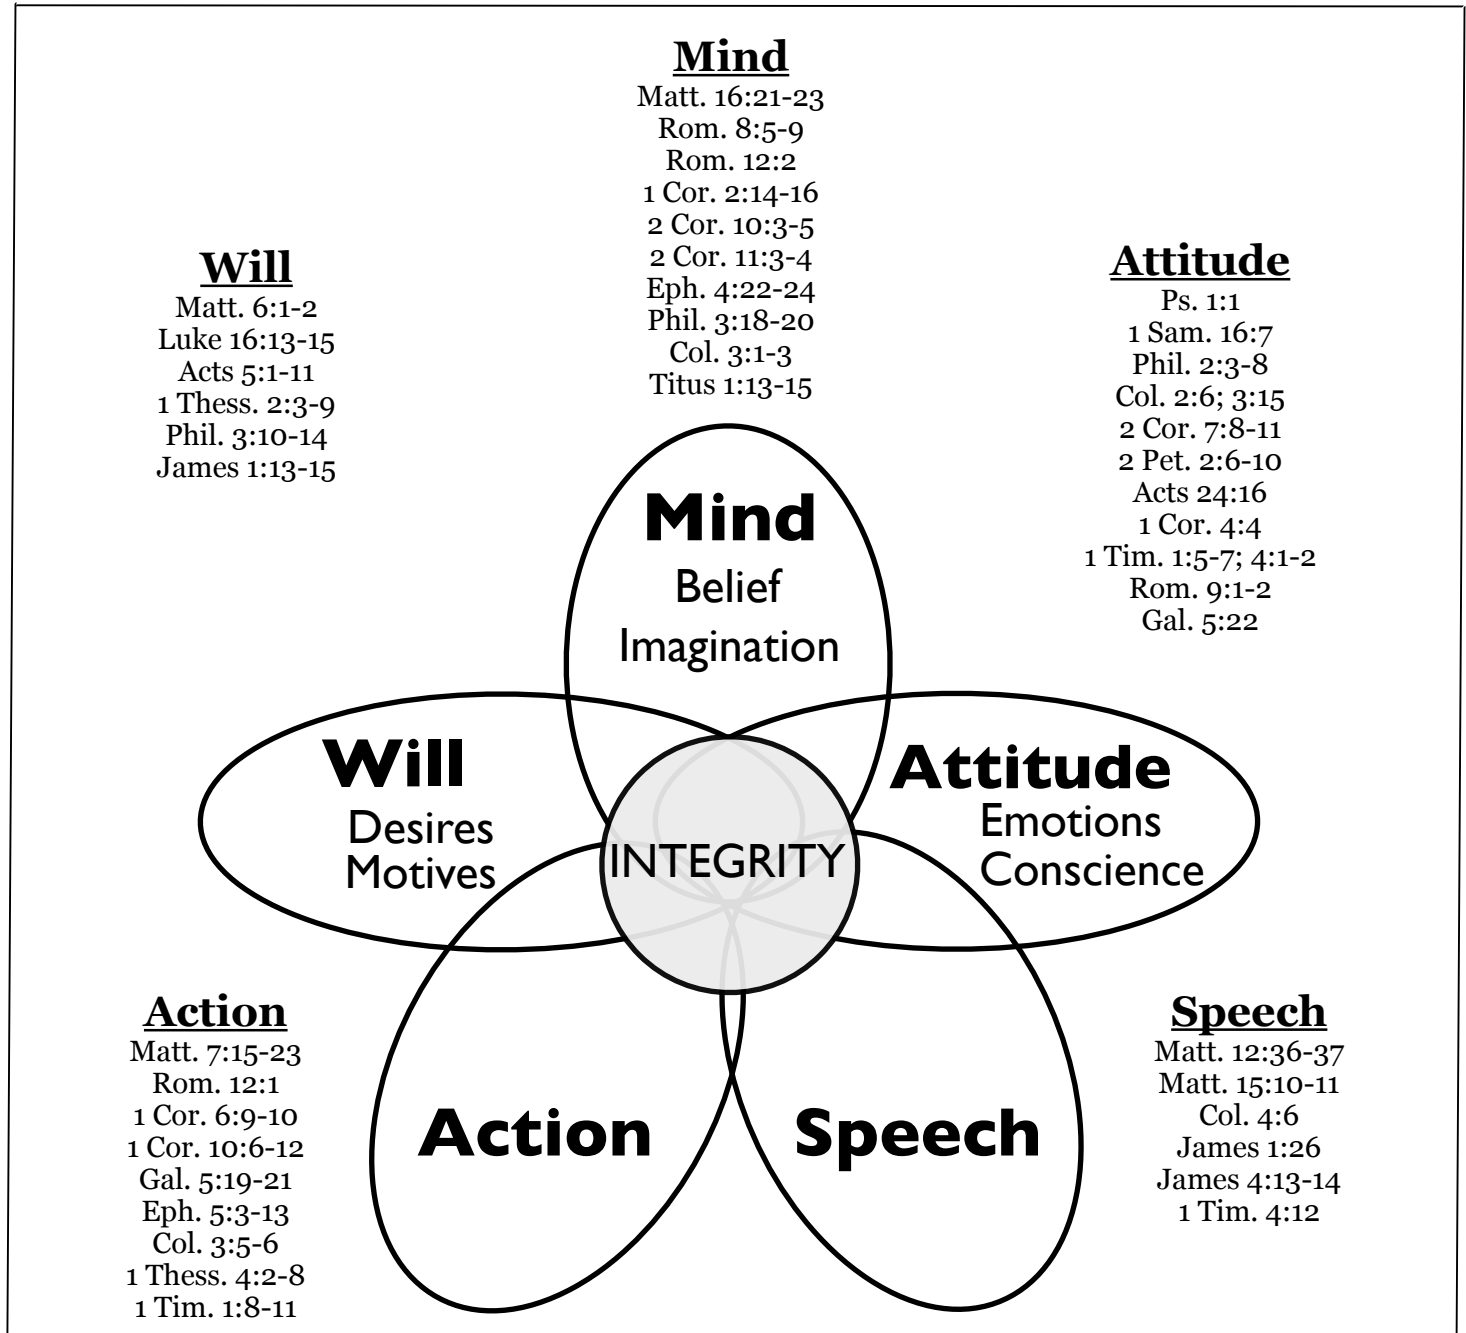 Mind
Matt. 16:21-23
Rom. 8:5-9
Rom. 12:2
1 Cor. 2:14-16
2 Cor. 10:3-5
2 Cor. 11:3-4
Eph. 4:22-24
Phil. 3:18-20
Col. 3:1-3
Titus 1:13-15
Will
Matt. 6:1-2
Luke 16:13-15
Acts 5:1-11
1 Thess. 2:3-9
Phil. 3:10-14
James 1:13-15
Attitude
Ps. 1:1
1 Sam. 16:7
Phil. 2:3-8
Col. 2:6; 3:15
2 Cor. 7:8-11
2 Pet. 2:6-10
Acts 24:16
1 Cor. 4:4
1 Tim. 1:5-7; 4:1-2
Rom. 9:1-2
Gal. 5:22
Mind
Belief
Imagination
Will
Desires
Motives
Attitude
Emotions
Conscience
INTEGRITY
Action
Speech
Action
Matt. 7:15-23
Rom. 12:1
1 Cor. 6:9-10
1 Cor. 10:6-12
Gal. 5:19-21
Eph. 5:3-13
Col. 3:5-6
1 Thess. 4:2-8
1 Tim. 1:8-11
Speech
Matt. 12:36-37
Matt. 15:10-11
Col. 4:6
James 1:26
James 4:13-14
1 Tim. 4:12